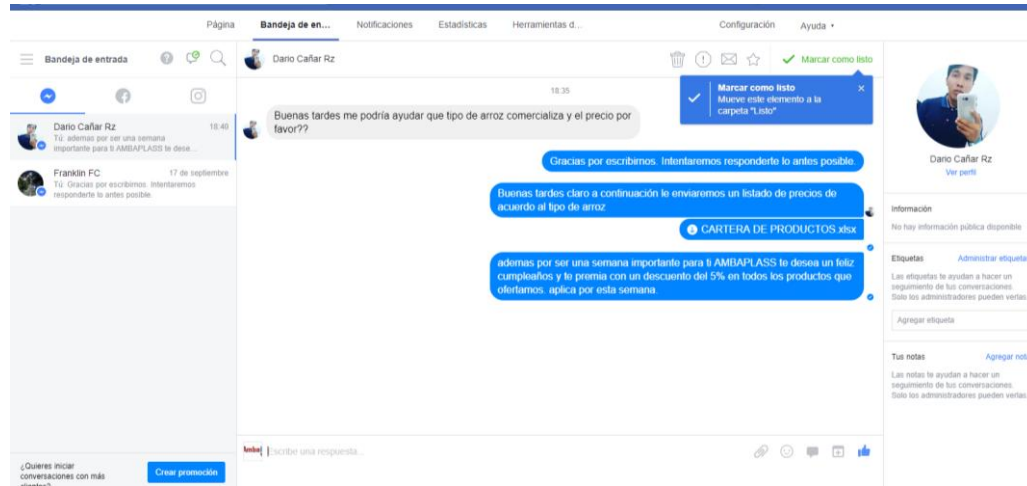 Página
Bandeja de en...
Notificaciones
Estadísticas
Herramientas d...
Configuración
Ayuda
Bandeja de entrada
Dario Cañar Rz
18:49
Tú: ademas por ser una semana
importante para ti AMBAPLASS te dese...
Franklin FC
17 de septiembre
Tú: Gracias por escribirnos. Intentaremos
responderte lo antes posible.
¿Quieres iniciar
conversaciones con más
clientes?
Crear promoción
Dario Cañar Rz
Marcar como listo
Marcar como listo
Mueve este elemento a la
carpeta "Listo"
18:35
Buenas tardes me podría ayudar que tipo de arroz comercializa y el precio por
favor??
Gracias por escribirnos. Intentaremos responderte lo antes posible.
Buenas tardes claro a continuación le enviaremos un listado de precios de
acuerdo al tipo de arroz
CARTERA DE PRODUCTOS.xlsx
ademas por ser una semana importante para ti AMBAPLASS te desea un feliz
cumpleaños y te premia con un descuento del 5% en todos los productos que
ofertamos. aplica por esta semana.
Escribe una respuesta...
Dario Cañar Rz
Ver perfil
Información
No hay información pública disponible
Etiquetas
Administrar etiqueta
Las etiquetas te ayudan a hacer un
seguimiento de tus conversaciones.
Solo los administradores pueden verlas.
Agregar etiqueta
Tus notas
Agregar not
Las notas te ayudan a hacer un
seguimiento de tus conversaciones.
Solo los administradores pueden verlas.